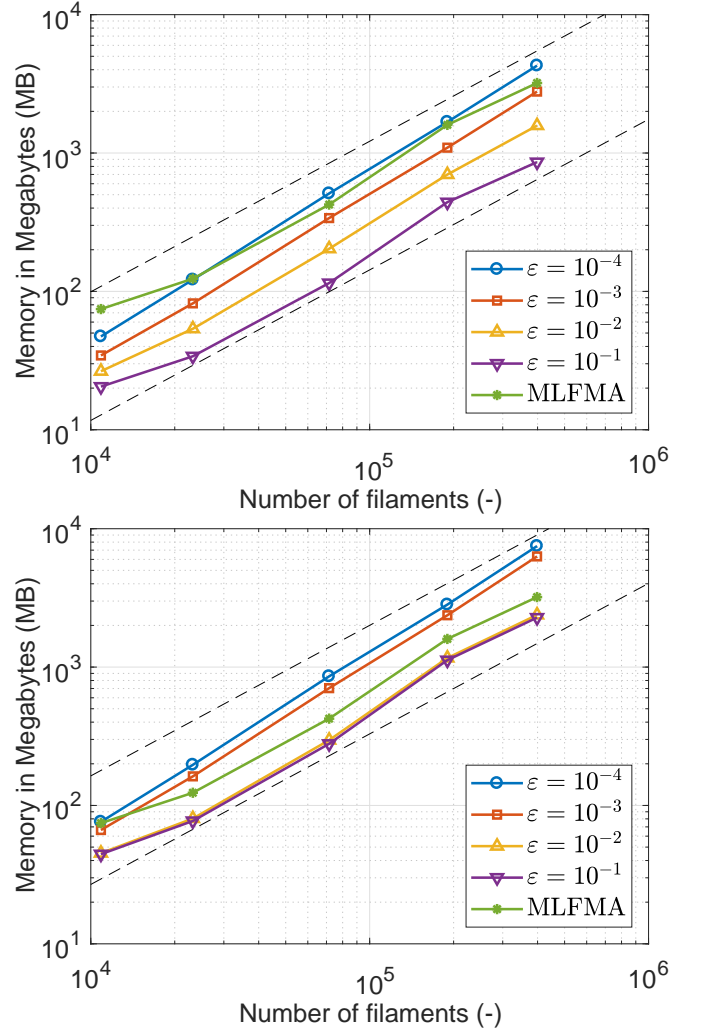 10^4
10^3
10^2
10^1
Memory in Megabytes (MB)
ε = 10^{-4}
ε = 10^{-3}
ε = 10^{-2}
ε = 10^{-1}
MLFMA
10^4 10^5 10^6
Number of filaments (-)
10^4
10^3
10^2
10^1
Memory in Megabytes (MB)
ε = 10^{-4}
ε = 10^{-3}
ε = 10^{-2}
ε = 10^{-1}
MLFMA
10^4 10^5 10^6
Number of filaments (-)